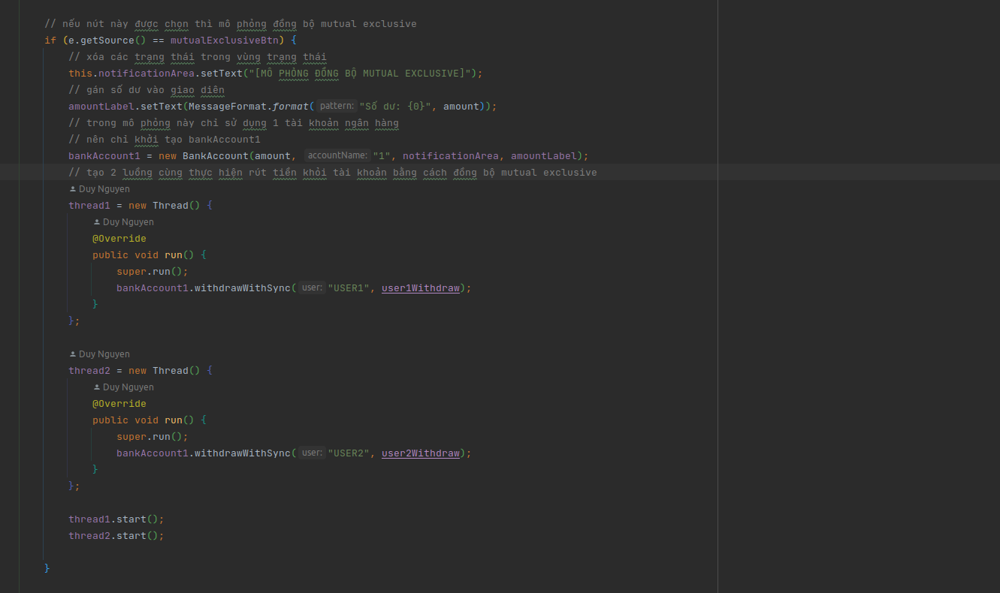 // nếu nút này được chọn thì mô phỏng đồng bộ mutual exclusive
if (e.getSource() == mutualExclusiveBtn) {
// xóa các trạng thái trong vùng trạng thái
this.notificationArea.setText("[MÔ PHỎNG ĐỒNG BỘ MUTUAL EXCLUSIVE]");
// gán số dư vào giao diên
amountLabel.setText(MessageFormat.format( pattern: "Số dư: {0}", amount));
// trong mô phỏng này chỉ sử dụng 1 tài khoản ngân hàng
// nên chỉ khởi tạo bankAccount1
bankAccount1 = new BankAccount(amount, accountName: "1", notificationArea, amountLabel);
// tạo 2 luồng cùng thực hiện rút tiền khỏi tài khoản bằng cách đồng bộ mutual exclusive
Duy Nguyen
thread1 = new Thread() {
Duy Nguyen
@Override
public void run() {
super.run();
bankAccount1.withdrawWithSync( user: "USER1", user1Withdraw);
}
};
Duy Nguyen
thread2 = new Thread() {
Duy Nguyen
@Override
public void run() {
super.run();
bankAccount1.withdrawWithSync( user: "USER2", user2Withdraw);
}
};
thread1.start();
thread2.start();
}